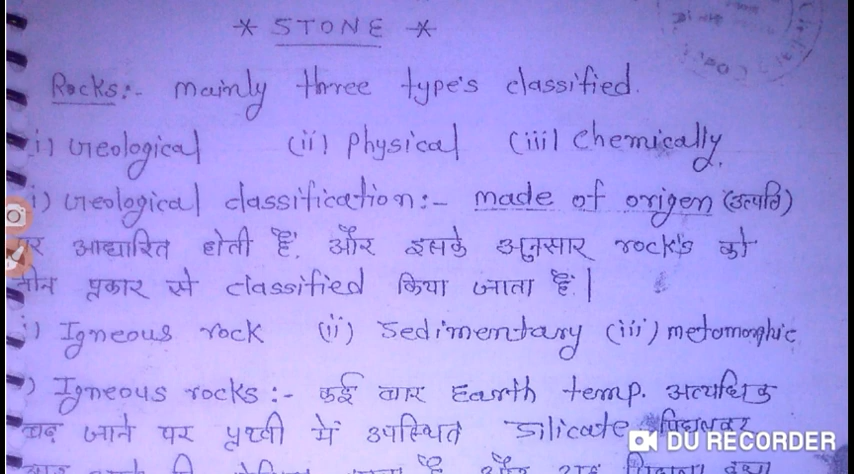 * STONE *
Rocks:- mainly three type's classified.
i) Geological (ii) Physical (iii) Chemically,
i) Geological classification:- made of origen (उत्पति)
पर आधारित होती हैं, और इसके अनुसार rock's को
तीन प्रकार से classified किया जाता हैं।
i) Igneous rock (ii) Sedimentary (iii) metomorphic
) Igneous rocks :- कई बार Earth temp. अत्यधिक
बढ़ जाने पर पृथ्वी में उपस्थित Silicate पिघलकर
DU RECORDER